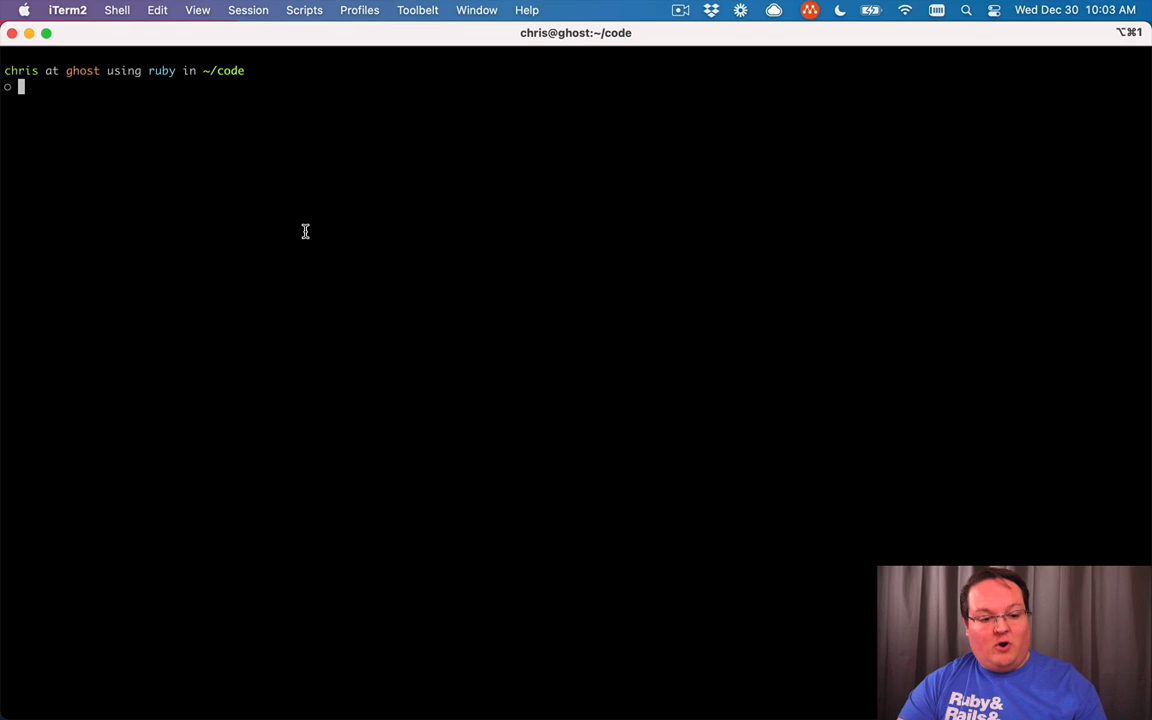 iTerm2 Shell Edit View Session Scripts Profiles Toolbelt Window Help Wed Dec 30 10:03 AM
chris@ghost:~/code ⌥⌘1
chris at ghost using ruby in ~/code
○
Ruby&
Rails&